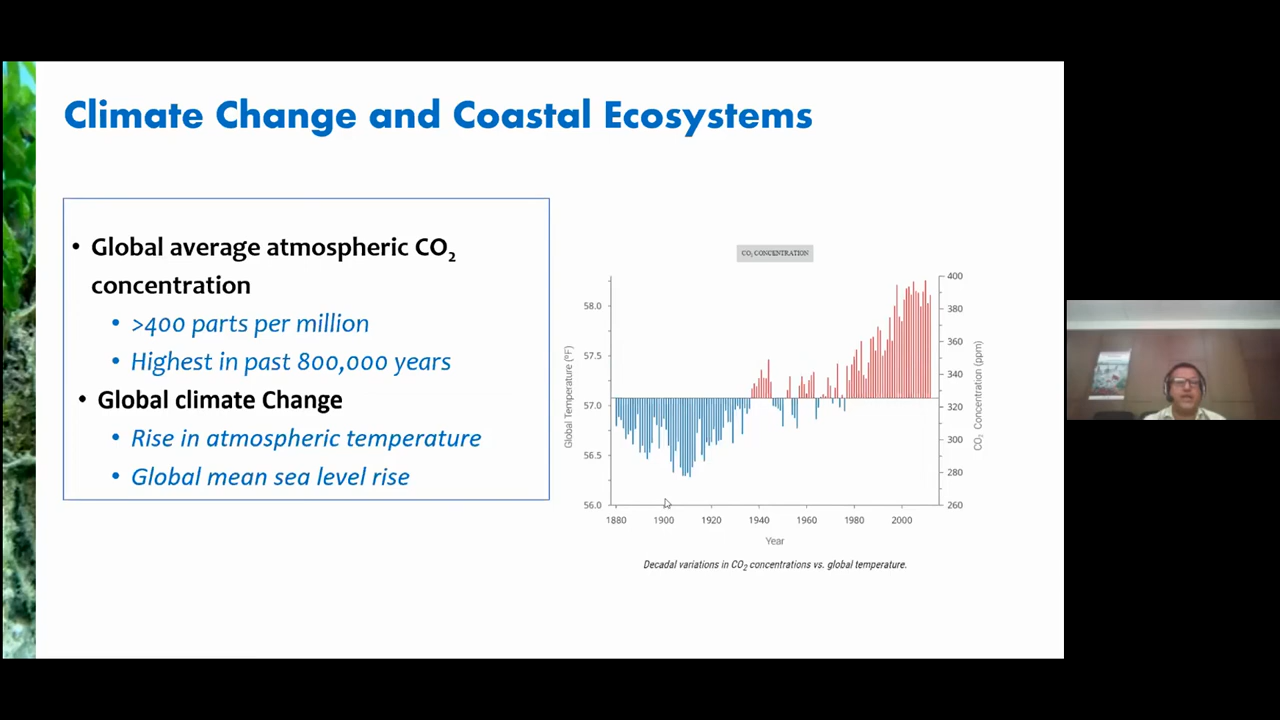 Climate Change and Coastal Ecosystems
• Global average atmospheric CO₂
concentration
• >400 parts per million
• Highest in past 800,000 years
• Global climate Change
• Rise in atmospheric temperature
• Global mean sea level rise
CO₂ CONCENTRATION
58.0
57.5
57.0
56.5
56.0
Global Temperature (°F)
400
380
360
340
320
300
280
260
CO₂ Concentration (ppm)
1880 1900 1920 1940 1960 1980 2000
Year
Decadal variations in CO₂ concentrations vs. global temperature.